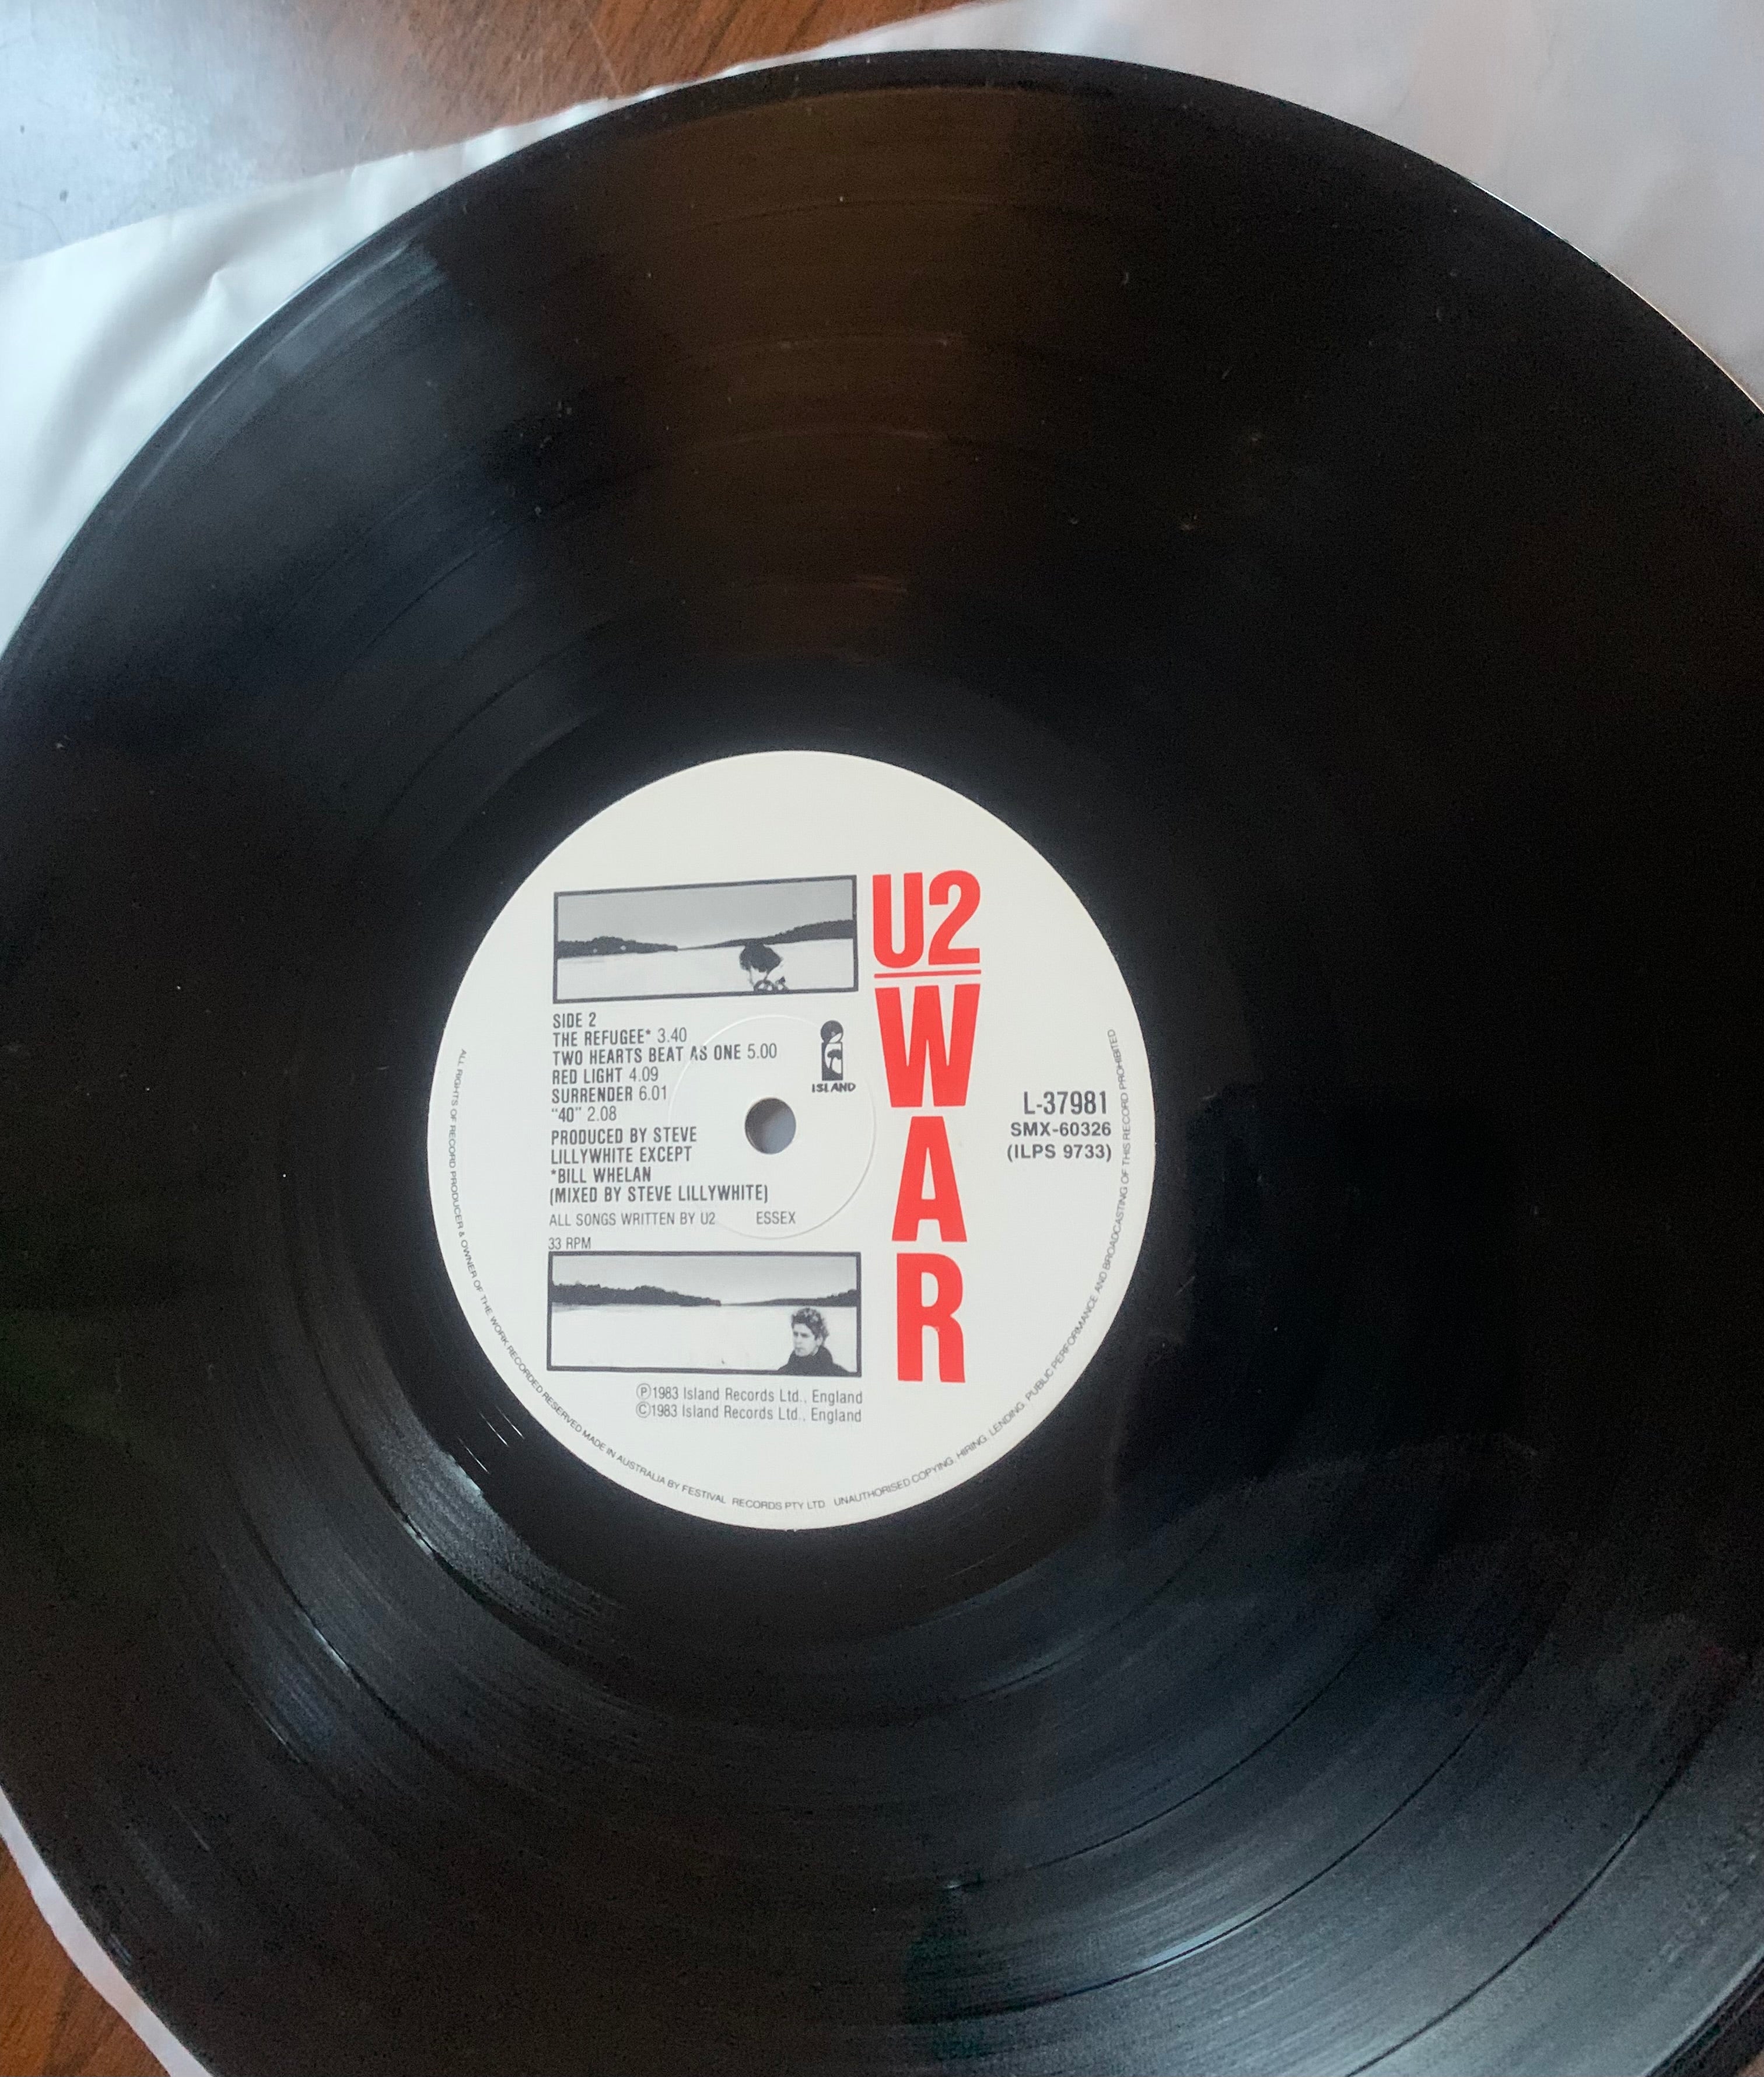 U2
WAR
SIDE 2
THE REFUGEE* 3.40
TWO HEARTS BEAT AS ONE 5.00
RED LIGHT 4.09
SURRENDER 6.01
"40" 2.08
PRODUCED BY STEVE
LILLYWHITE EXCEPT
*BILL WHELAN
(MIXED BY STEVE LILLYWHITE)
ALL SONGS WRITTEN BY U2 ESSEX
33 RPM
ISLAND
L-37981
SMX-60326
(ILPS 9733)
Ⓟ1983 Island Records Ltd., England
©1983 Island Records Ltd., England
ALL RIGHTS OF RECORD PRODUCER & OWNER OF THE WORK RECORDED RESERVED MADE IN AUSTRALIA BY FESTIVAL RECORDS PTY LTD UNAUTHORISED COPYING, HIRING, LENDING, PUBLIC PERFORMANCE AND BROADCASTING OF THIS RECORD PROHIBITED